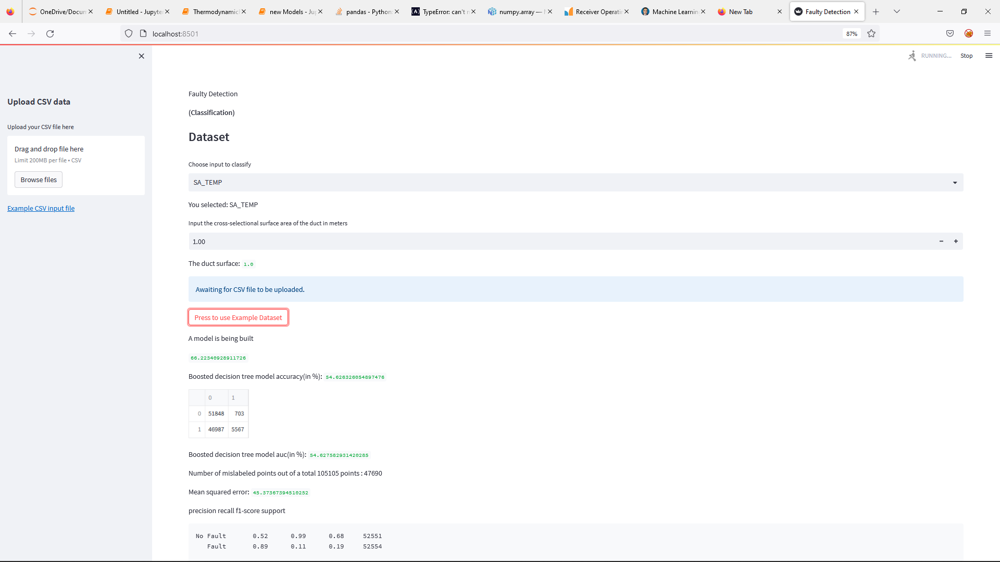 OneDrive/Docum
Untitled - Jupyter
Thermodynamic
new Models - Jup
pandas - Python:
TypeError: can't n
numpy.array — N
Receiver Operatin
Machine Learning
New Tab
Faulty Detection
localhost:8501
87%
RUNNING...
Stop
Upload CSV data
Upload your CSV file here
Drag and drop file here
Limit 200MB per file • CSV
Browse files
Example CSV input file
Faulty Detection
(Classification)
Dataset
Choose input to classify
SA_TEMP
You selected: SA_TEMP
Input the cross-selectional surface area of the duct in meters
1.00
The duct surface: 1.0
Awaiting for CSV file to be uploaded.
Press to use Example Dataset
A model is being built
66.22340928911726
Boosted decision tree model accuracy(in %): 54.626326054897476
0 1
0 51848 703
1 46987 5567
Boosted decision tree model auc(in %): 54.627582931420285
Number of mislabeled points out of a total 105105 points : 47690
Mean squared error: 45.37367394510252
precision recall f1-score support
No Fault 0.52 0.99 0.68 52551
Fault 0.89 0.11 0.19 52554